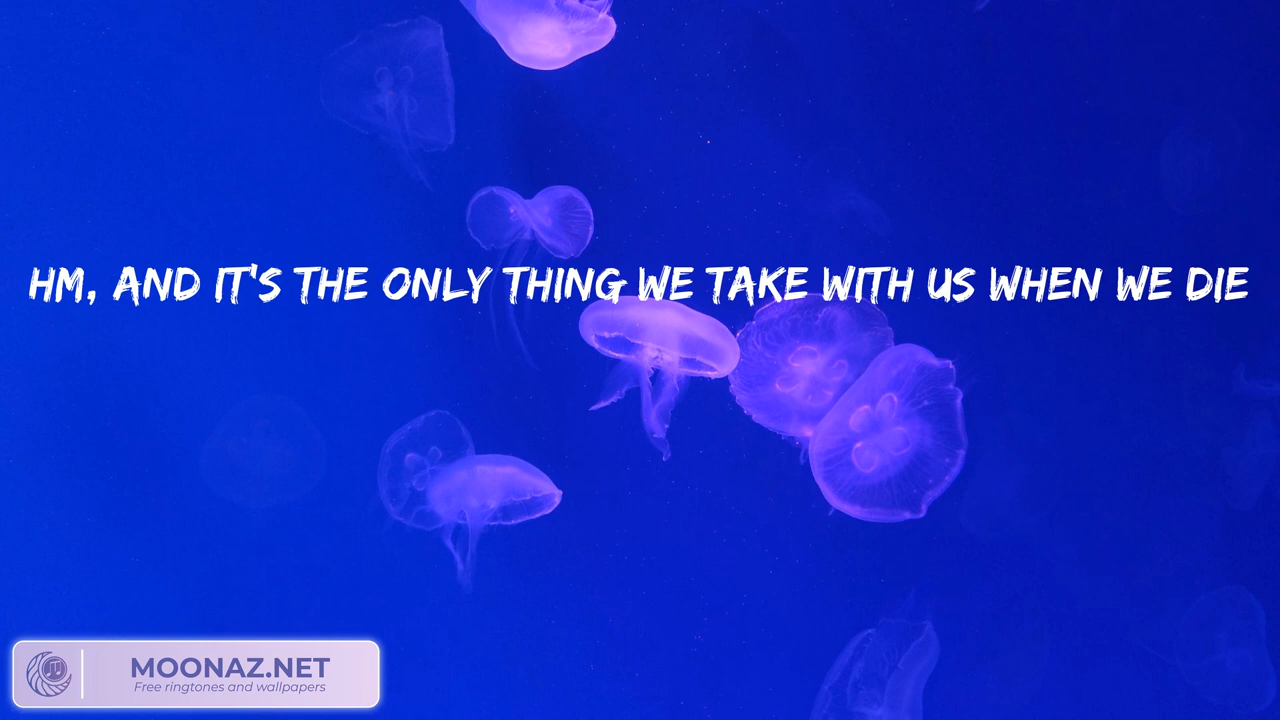 HM, AND IT'S THE ONLY THING WE TAKE WITH US WHEN WE DIE
MOONAZ.NET
Free ringtones and wallpapers